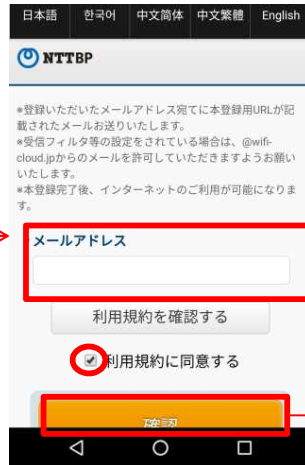 日本語 한국어 中文简体 中文繁體 English
NTTBP
※登録いただいたメールアドレス宛てに本登録用URLが記
載されたメールお送りいたします。
※受信フィルタ等の設定をされている場合は、@wifi-
cloud.jpからのメールを許可していただきますようお願い
いたします。
※本登録完了後、インターネットのご利用が可能になりま
す。
メールアドレス
利用規約を確認する
利用規約に同意する
確認